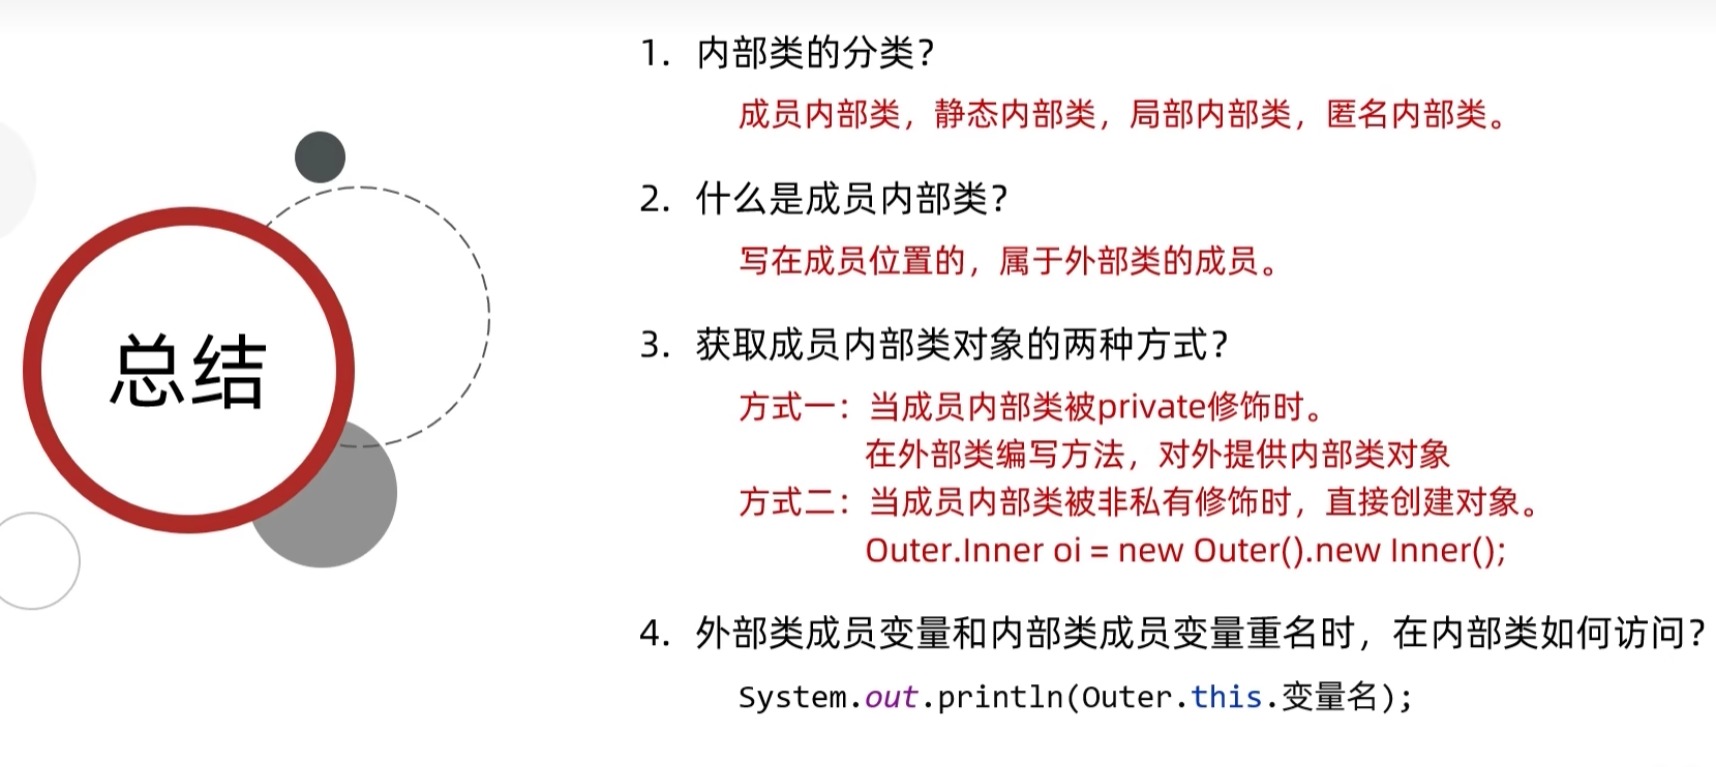 总结
1. 内部类的分类？
成员内部类，静态内部类，局部内部类，匿名内部类。
2. 什么是成员内部类？
写在成员位置的，属于外部类的成员。
3. 获取成员内部类对象的两种方式？
方式一：当成员内部类被private修饰时。
在外部类编写方法，对外提供内部类对象
方式二：当成员内部类被非私有修饰时，直接创建对象。
Outer.Inner oi = new Outer().new Inner();
4. 外部类成员变量和内部类成员变量重名时，在内部类如何访问？
System.out.println(Outer.this.变量名);